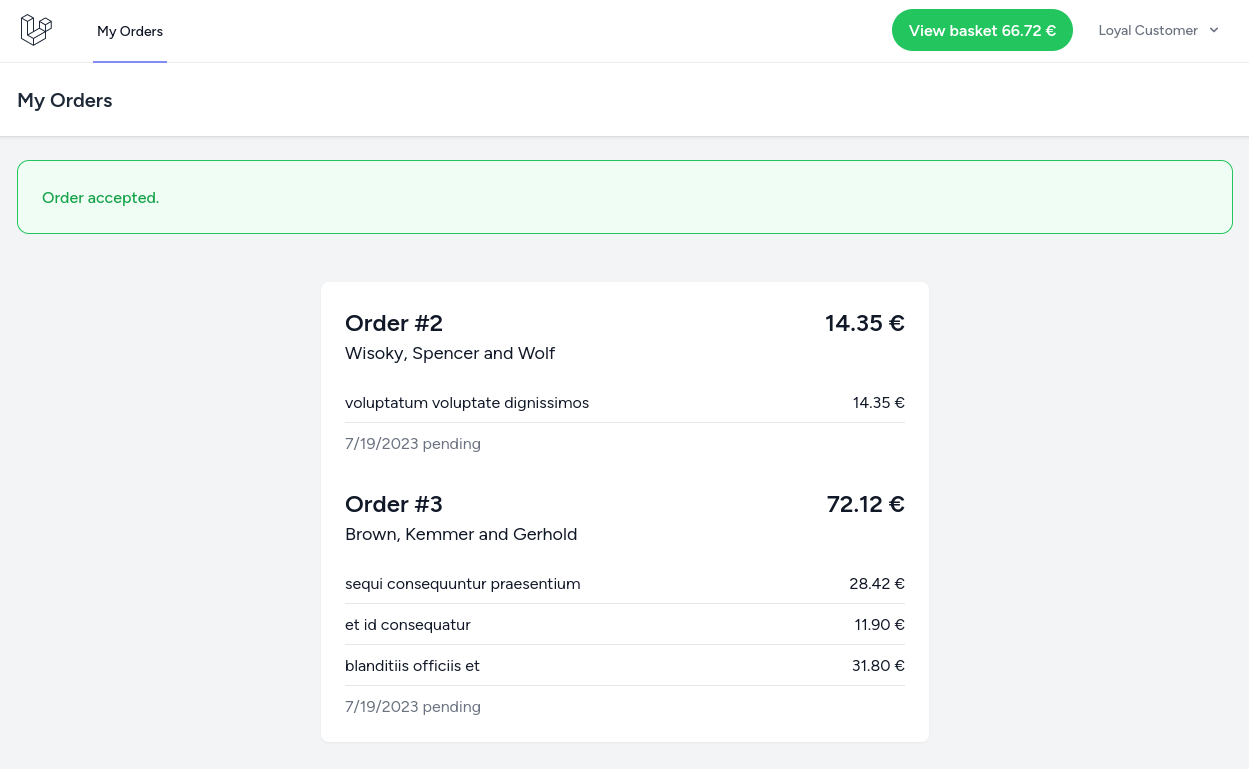 My Orders
View basket 66.72 €
Loyal Customer
My Orders
Order accepted.
Order #2 14.35 €
Wisoky, Spencer and Wolf
voluptatum voluptate dignissimos 14.35 €
7/19/2023 pending
Order #3 72.12 €
Brown, Kemmer and Gerhold
sequi consequuntur praesentium 28.42 €
et id consequatur 11.90 €
blanditiis officiis et 31.80 €
7/19/2023 pending